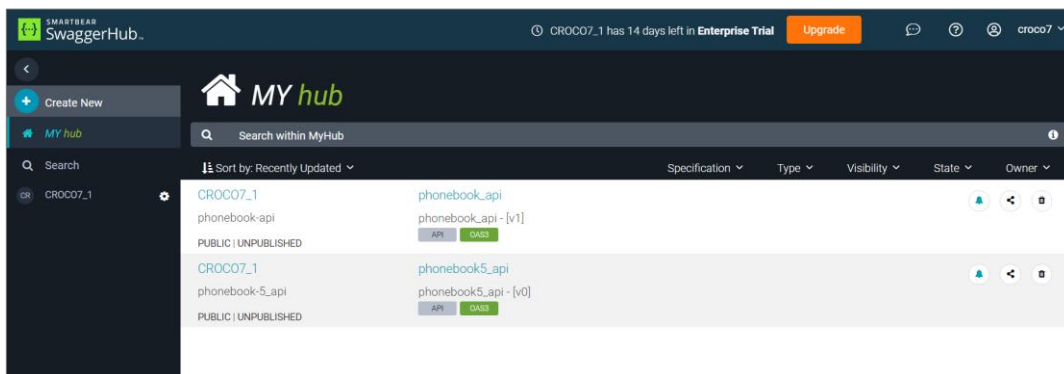 SMARTBEAR
SwaggerHub™
CROCO7_1 has 14 days left in Enterprise Trial
Upgrade
croco7
Create New
MY hub
Search
CR CROCO7_1
MY hub
Search within MyHub
Sort by: Recently Updated
Specification
Type
Visibility
State
Owner
CROCO7_1
phonebook-api
PUBLIC | UNPUBLISHED
phonebook_api
phonebook_api - [v1]
API OAS3
CROCO7_1
phonebook-5_api
PUBLIC | UNPUBLISHED
phonebook5_api
phonebook5_api - [v0]
API OAS3